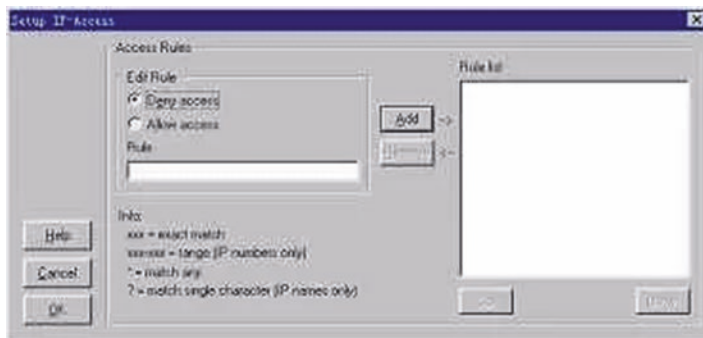 Setup IP-Access
Access Rules
Edit Rule
Deny access
Allow access
Rule
Add ->
<-
Rule list
Info:
xxx = exact match
xxx-xxx = range (IP numbers only)
* = match any
? = match single character (IP names only)
Help
Cancel
OK